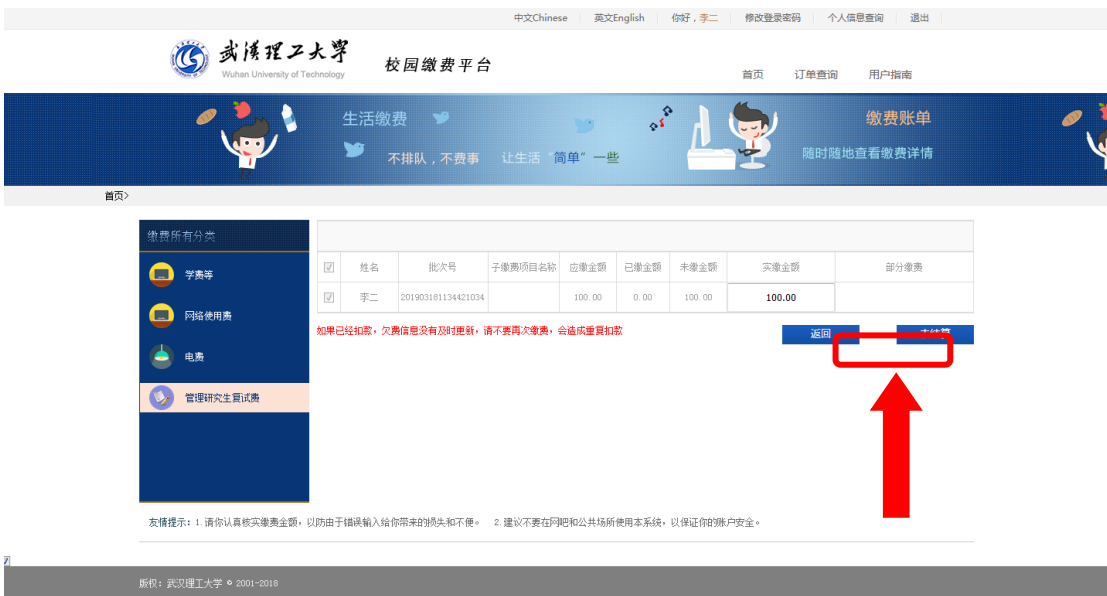 中文Chinese 英文English 你好，李二 修改登录密码 个人信息查询 退出
武汉理工大学
Wuhan University of Technology
校园缴费平台
首页 订单查询 用户指南
生活缴费
不排队，不费事 让生活“简单”一些
缴费账单
随时随地查看缴费详情
首页>
缴费所有分类
学费等
网络使用费
电费
管理研究生复试费
姓名 批次号 子缴费项目名称 应缴金额 已缴金额 未缴金额 实缴金额 部分缴费
李二 201903181134421034 100.00 0.00 100.00 100.00
如果已经扣款，欠费信息没有及时更新，请不要再次缴费，会造成重复扣款
返回 去结算
友情提示：1.请你认真核实缴费金额，以防由于错误输入给你带来的损失和不便。 2.建议不要在网吧和公共场所使用本系统，以保证你的账户安全。
版权：武汉理工大学 © 2001-2018